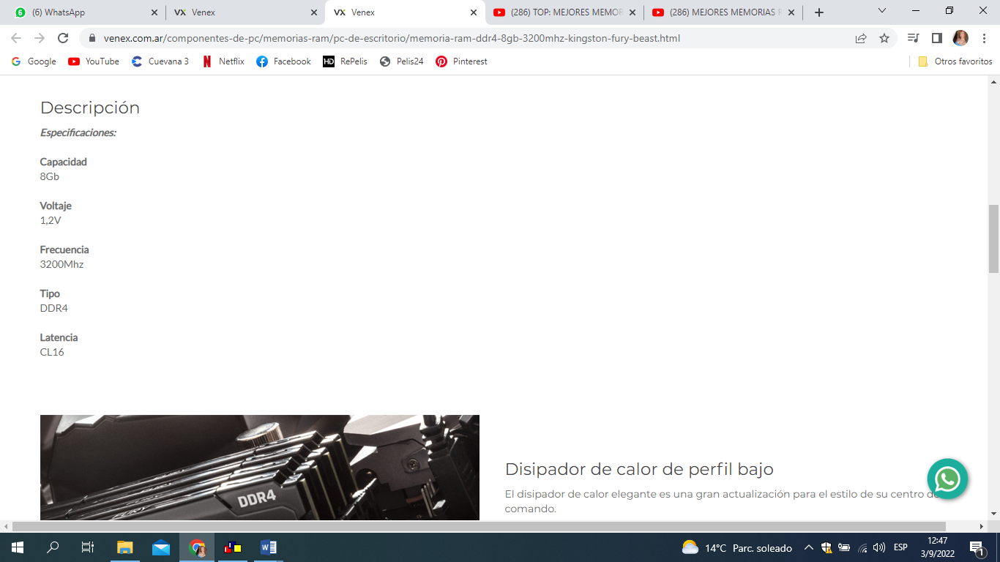 (6) WhatsApp
Venex
Venex
(286) TOP: MEJORES MEMOR
(286) MEJORES MEMORIAS
venex.com.ar/componentes-de-pc/memorias-ram/pc-de-escritorio/memoria-ram-ddr4-8gb-3200mhz-kingston-fury-beast.html
Google
YouTube
Cuevana 3
Netflix
Facebook
HD RePelis
Pelis24
Pinterest
Otros favoritos
Descripción
Especificaciones:
Capacidad
8Gb
Voltaje
1,2V
Frecuencia
3200Mhz
Tipo
DDR4
Latencia
CL16
DDR4
Disipador de calor de perfil bajo
El disipador de calor elegante es una gran actualización para el estilo de su centro de
comando.
14°C Parc. soleado
ESP
12:47
3/9/2022
1